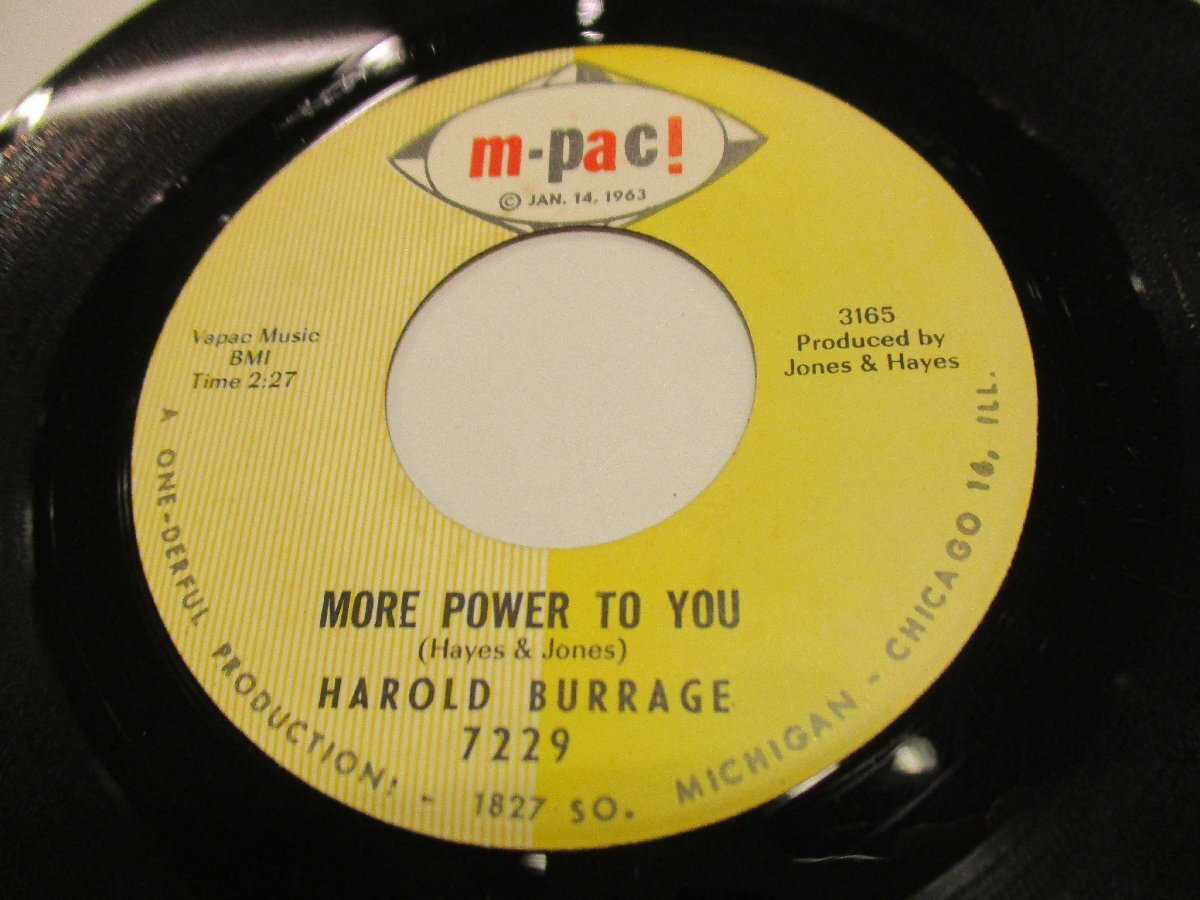 m-pac!
© JAN. 14, 1963
Vapac Music
BMI
Time 2:27
3165
Produced by
Jones & Hayes
MORE POWER TO YOU
(Hayes & Jones)
HAROLD BURRAGE
7229
A ONE-DERFUL PRODUCTION! - 1827 SO. MICHIGAN - CHICAGO 16, ILL.